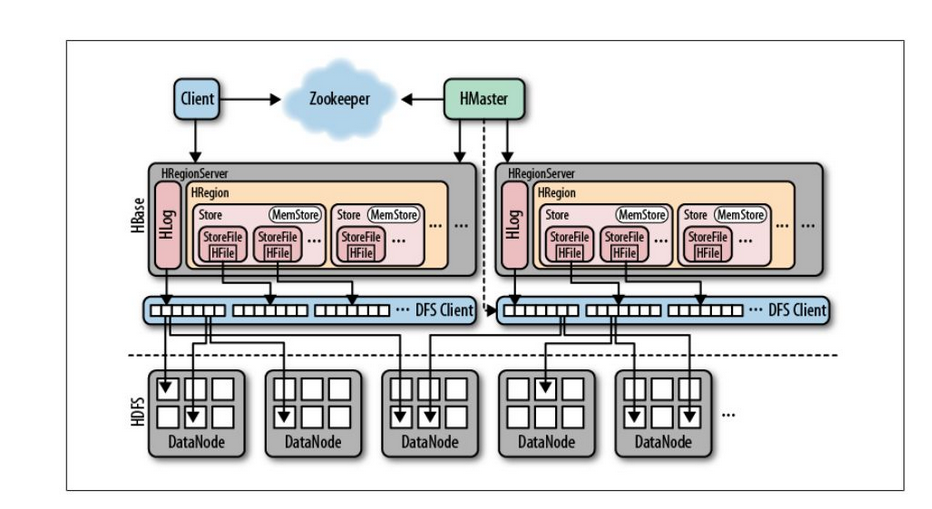 Client
Zookeeper
HMaster
HBase
HRegionServer
HLog
HRegion
Store
MemStore
StoreFile
HFile
StoreFile
HFile
...
Store
MemStore
StoreFile
HFile
...
...
...
HRegionServer
HLog
HRegion
Store
MemStore
StoreFile
HFile
StoreFile
HFile
...
Store
MemStore
StoreFile
HFile
...
...
...
... DFS Client
... DFS Client
HDFS
DataNode
DataNode
DataNode
DataNode
DataNode
...